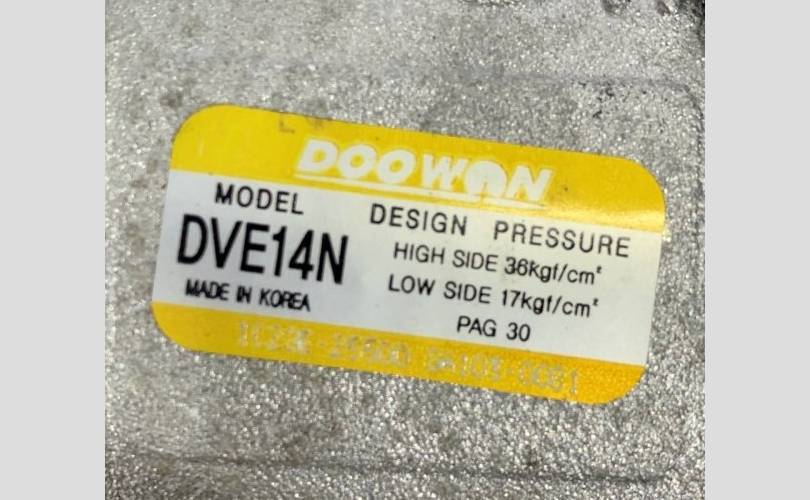 DOOWON
MODEL
DVE14N
MADE IN KOREA
DESIGN PRESSURE
HIGH SIDE 36kgf/cm²
LOW SIDE 17kgf/cm²
PAG 30